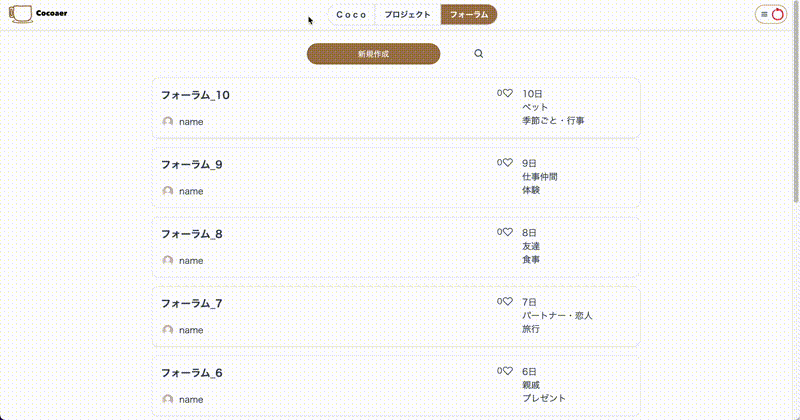 Cocoaer
Ｃｏｃｏ
プロジェクト
フォーラム
新規作成
フォーラム_10
name
0
10日
ペット
季節ごと・行事
フォーラム_9
name
0
9日
仕事仲間
体験
フォーラム_8
name
0
8日
友達
食事
フォーラム_7
name
0
7日
パートナー・恋人
旅行
フォーラム_6
name
0
6日
親戚
プレゼント